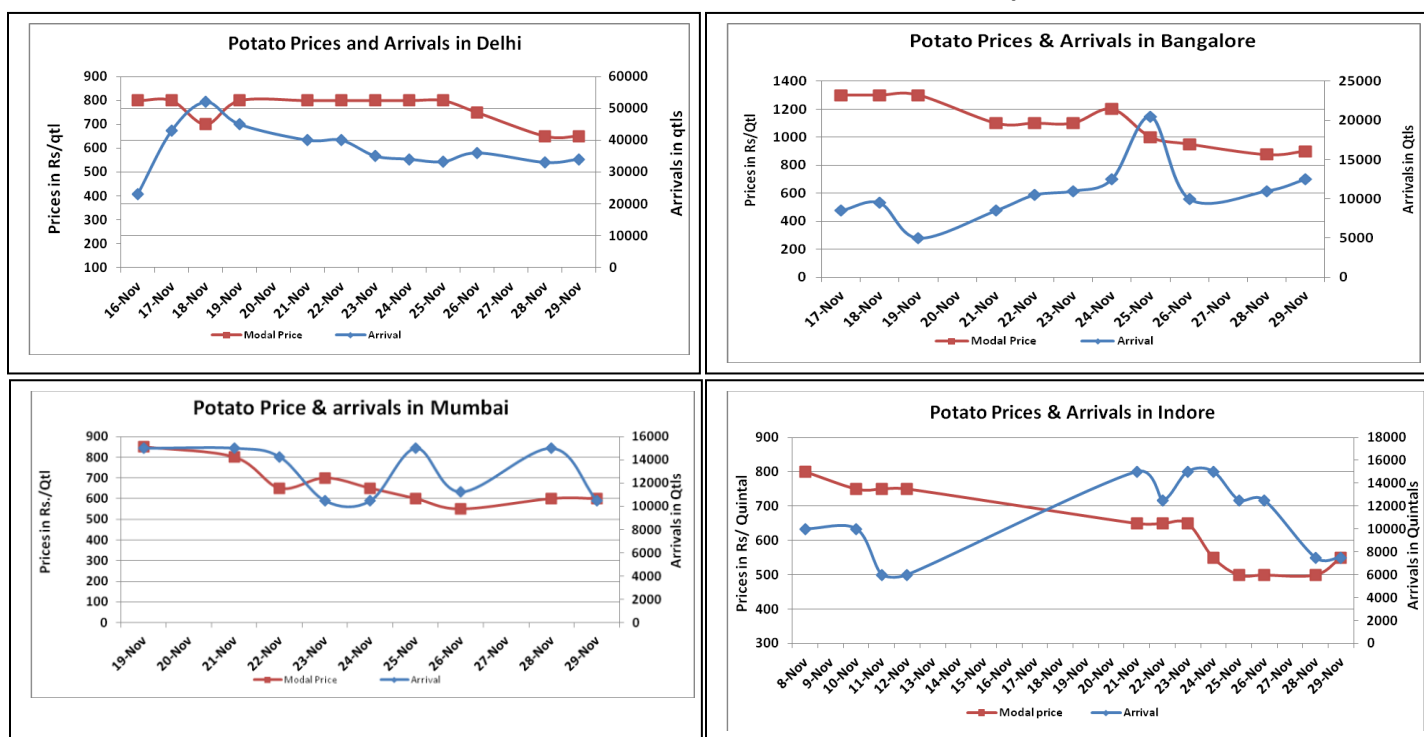 Potato Prices and Arrivals in Delhi
Prices in Rs/qtl
900
800
700
600
500
400
300
200
100
60000
50000
40000
30000
20000
10000
0
Arrivals in qtls
16-Nov
17-Nov
18-Nov
19-Nov
20-Nov
21-Nov
22-Nov
23-Nov
24-Nov
25-Nov
26-Nov
27-Nov
28-Nov
29-Nov
Modal Price
Arrival
Potato Prices & Arrivals in Bangalore
Prices in Rs/Qtl
1400
1200
1000
800
600
400
200
0
25000
20000
15000
10000
5000
0
Arrivals in Qtls
17-Nov
18-Nov
19-Nov
20-Nov
21-Nov
22-Nov
23-Nov
24-Nov
25-Nov
26-Nov
27-Nov
28-Nov
29-Nov
Modal Price
Arrival
Potato Price & arrivals in Mumbai
Prices in Rs./Qtl
900
800
700
600
500
400
300
200
100
0
16000
14000
12000
10000
8000
6000
4000
2000
0
Arrivals in Qtls
19-Nov
20-Nov
21-Nov
22-Nov
23-Nov
24-Nov
25-Nov
26-Nov
27-Nov
28-Nov
29-Nov
Modal Price
Arrival
Potato Prices & Arrivals in Indore
Prices in Rs/ Quintal
900
800
700
600
500
400
300
18000
16000
14000
12000
10000
8000
6000
4000
2000
0
Arrivals in Quintals
8-Nov
9-Nov
10-Nov
11-Nov
12-Nov
13-Nov
14-Nov
15-Nov
16-Nov
17-Nov
18-Nov
19-Nov
20-Nov
21-Nov
22-Nov
23-Nov
24-Nov
25-Nov
26-Nov
27-Nov
28-Nov
29-Nov
Modal price
Arrival